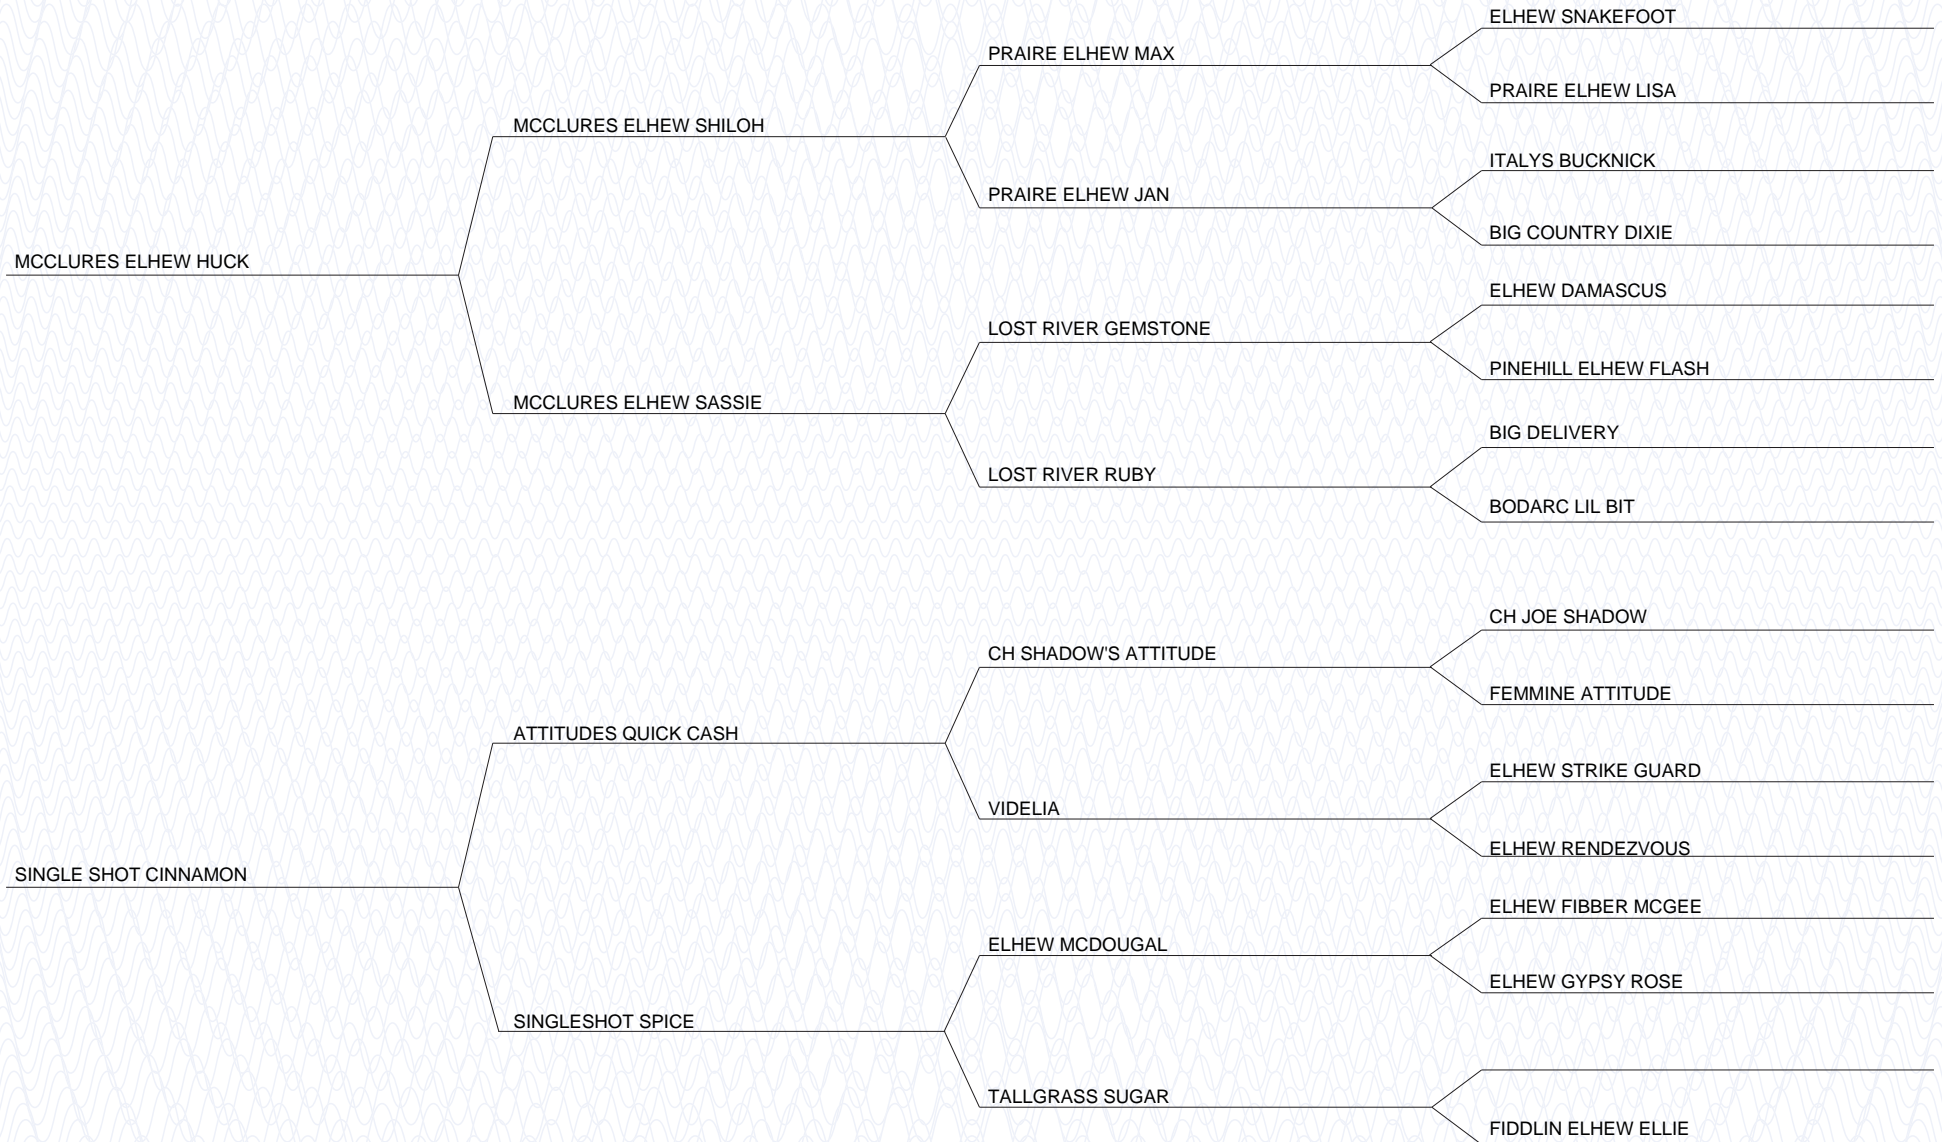 ELHEW SNAKEFOOT
PRAIRE ELHEW MAX
PRAIRE ELHEW LISA
MCCLURES ELHEW SHILOH
ITALYS BUCKNICK
PRAIRE ELHEW JAN
BIG COUNTRY DIXIE
MCCLURES ELHEW HUCK
ELHEW DAMASCUS
LOST RIVER GEMSTONE
PINEHILL ELHEW FLASH
MCCLURES ELHEW SASSIE
BIG DELIVERY
LOST RIVER RUBY
BODARC LIL BIT
CH JOE SHADOW
CH SHADOW'S ATTITUDE
FEMMINE ATTITUDE
ATTITUDES QUICK CASH
ELHEW STRIKE GUARD
VIDELIA
ELHEW RENDEZVOUS
SINGLE SHOT CINNAMON
ELHEW FIBBER MCGEE
ELHEW MCDOUGAL
ELHEW GYPSY ROSE
SINGLESHOT SPICE
TALLGRASS SUGAR
FIDDLIN ELHEW ELLIE